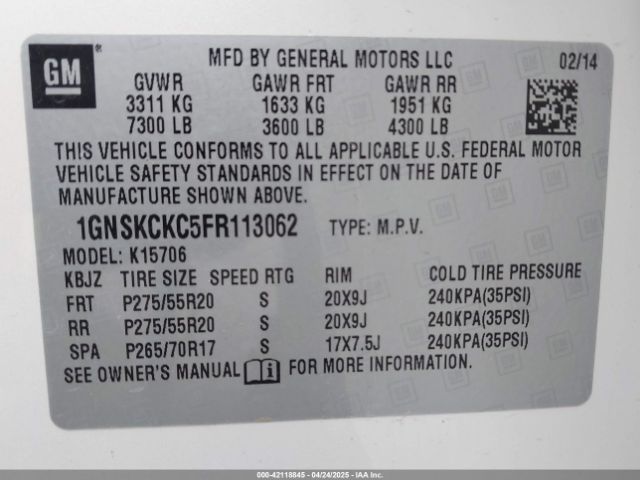 GM
®
MFD BY GENERAL MOTORS LLC 02/14
GVWR GAWR FRT GAWR RR
3311 KG 1633 KG 1951 KG
7300 LB 3600 LB 4300 LB
THIS VEHICLE CONFORMS TO ALL APPLICABLE U.S. FEDERAL MOTOR
VEHICLE SAFETY STANDARDS IN EFFECT ON THE DATE OF
MANUFACTURE SHOWN ABOVE.
1GNSKCKC5FR113062 TYPE: M.P.V.
MODEL: K15706
KBJZ TIRE SIZE SPEED RTG RIM COLD TIRE PRESSURE
FRT P275/55R20 S 20X9J 240KPA(35PSI)
RR P275/55R20 S 20X9J 240KPA(35PSI)
SPA P265/70R17 S 17X7.5J 240KPA(35PSI)
SEE OWNER'S MANUAL FOR MORE INFORMATION.
000-42118845 - 04/24/2025 - IAA Inc.